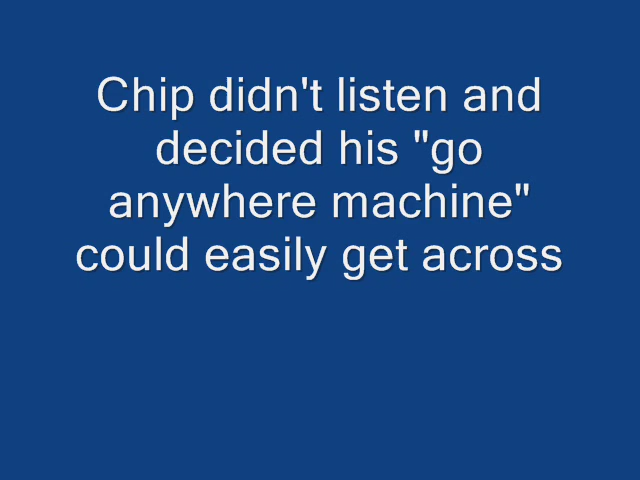 Chip didn't listen and
decided his "go
anywhere machine"
could easily get across